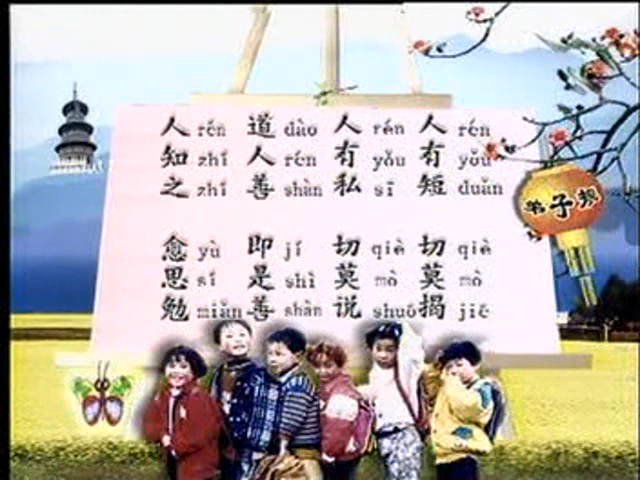 人 rén 有 yǒu 短 duǎn
切 qiè 莫 mò 揭 jiē
人 rén 有 yǒu 私 sī
切 qiè 莫 mò 说 shuō
道 dào 人 rén 善 shàn
即 jí 是 shì 善 shàn
人 rén 知 zhī 之 zhī
愈 yù 思 sī 勉 miǎn
弟子规